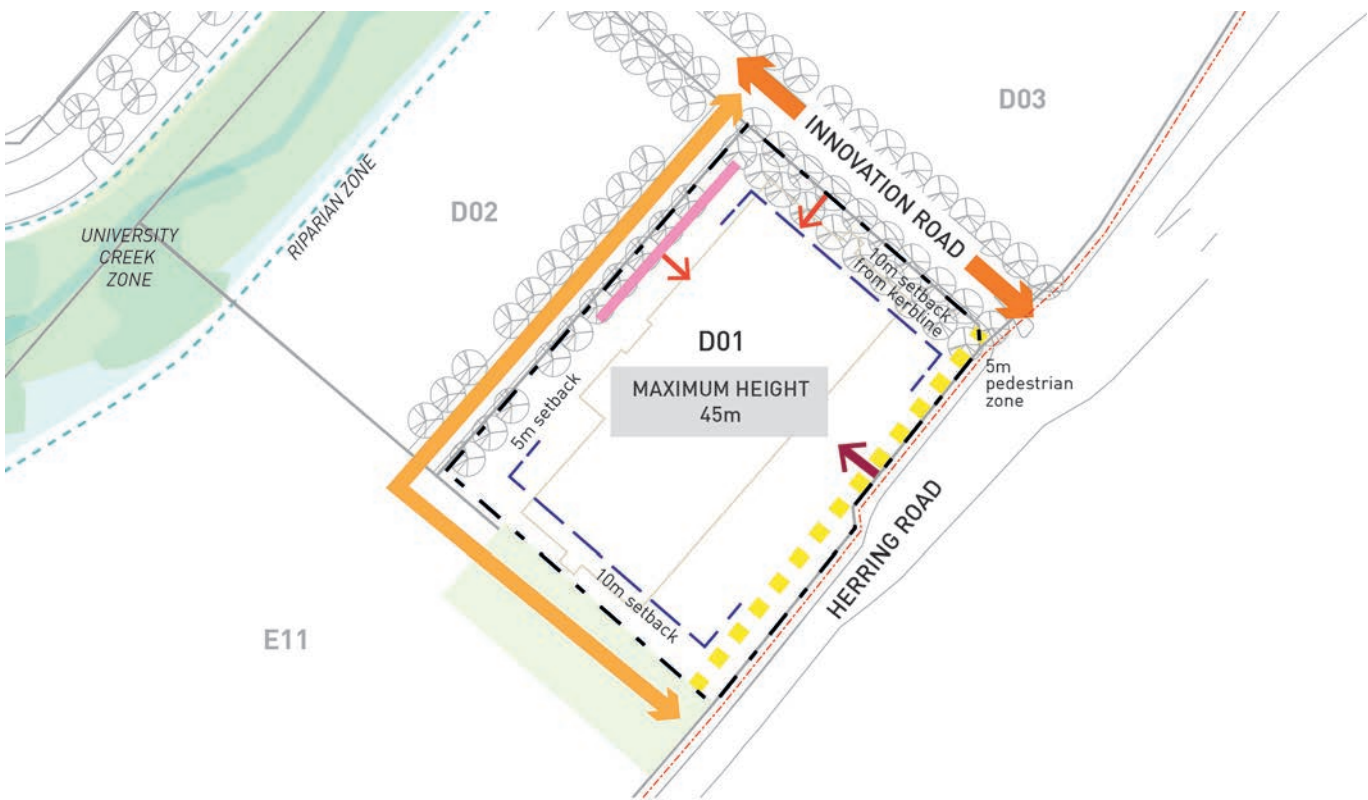 D03
INNOVATION ROAD
D02
RIPARIAN ZONE
UNIVERSITY
CREEK
ZONE
10m setback
from kerbline
D01
MAXIMUM HEIGHT
45m
5m
pedestrian
zone
5m setback
HERRING ROAD
10m setback
E11